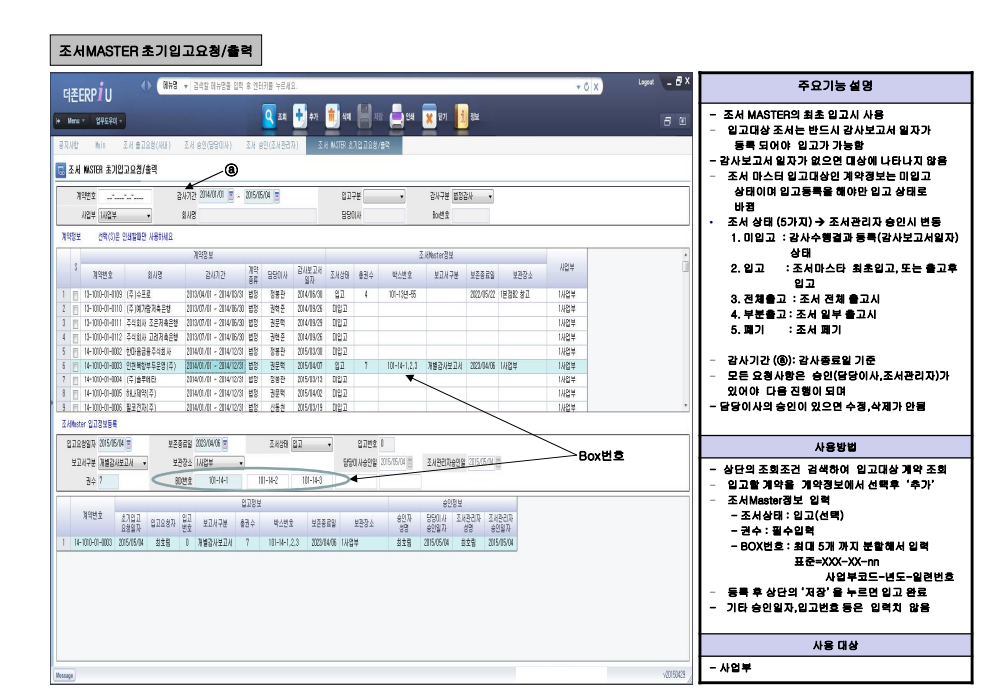 조서MASTER 초기입고요청/출력
더존ERP iU
메뉴명 검색할 메뉴명을 입력 후 엔터키를 누르세요.
Logout
Menu 업무도우미
조회 추가 삭제 저장 인쇄 닫기 정보
공지사항 Main 조서 출고요청(사내) 조서 승인(담당이사) 조서 승인(조서관리자) 조서 MASTER 초기입고요청/출력
조서 MASTER 초기입고요청/출력
ⓐ
계약번호 __-____-__-____ 감사기간 2014/01/01 - 2015/05/04 입고구분 감사구분 법정감사
사업부 1사업부 회사명 담당이사 Box번호
계약정보 선택(S)은 인쇄할때만 사용하세요
계약정보 조서Master정보
S 계약번호 회사명 감사기간 계약종류 담당이사 감사보고서일자 조서상태 총권수 박스번호 보고서구분 보존종료일 보관장소 사업부
1 13-1010-01-0109 (주)수프로 2013/04/01 ~ 2014/03/31 법정 정봉관 2014/06/30 입고 4 101-13년-65 2022/05/22 1본점B2 창고 1사업부
2 13-1010-01-0110 (주)예가람저축은행 2013/07/01 ~ 2014/06/30 법정 권혁준 2014/09/26 미입고 1사업부
3 13-1010-01-0111 주식회사 조은저축은행 2013/07/01 ~ 2014/06/30 법정 권문혁 2014/09/25 미입고 1사업부
4 13-1010-01-0112 주식회사 고려저축은행 2013/07/01 ~ 2014/06/30 법정 권혁준 2014/09/26 미입고 1사업부
5 14-1010-01-0002 한미용금융주식회사 2014/01/01 ~ 2014/12/31 법정 정봉관 2015/03/30 미입고 1사업부
6 14-1010-01-0003 인천북항부두운영(주) 2014/01/01 ~ 2014/12/31 법정 권문혁 2015/04/07 입고 7 101-14-1,2,3 개별감사보고서 2023/04/06 1사업부 1사업부
7 14-1010-01-0004 (주)솔루에타 2014/01/01 ~ 2014/12/31 법정 정봉관 2015/03/13 미입고 1사업부
8 14-1010-01-0005 하나제약(주) 2014/01/01 ~ 2014/12/31 법정 권문혁 2015/04/02 미입고 1사업부
9 14-1010-01-0006 필코전자(주) 2014/01/01 ~ 2014/12/31 법정 신동권 2015/03/19 미입고 1사업부
조서Master 입고정보등록
입고요청일자 2015/05/04 보존종료일 2023/04/06 조서상태 입고 입고번호 0
보고서구분 개별감사보고서 보관장소 1사업부 담당이사승인일 2015/05/04 조서관리자승인일 2015/05/04
권수 7 BOX번호 101-14-1 101-14-2 101-14-3
Box번호
입고정보 승인정보
계약번호 초기입고요청일자 입고요청자 입고번호 보고서구분 총권수 박스번호 보존종료일 보관장소 승인자성명 담당이사승인일자 조서관리자성명 조서관리자승인일자
1 14-1010-01-0003 2015/05/04 최호림 0 개별감사보고서 7 101-14-1,2,3 2023/04/06 1사업부 최호림 2015/05/04 최호림 2015/05/04
Message
v20150429
주요기능 설명
– 조서 MASTER의 최초 입고시 사용
– 입고대상 조서는 반드시 감사보고서 일자가
등록 되어야 입고가 가능함
– 감사보고서 일자가 없으면 대상에 나타나지 않음
– 조서 마스터 입고대상인 계약정보는 미입고
상태이며 입고등록을 해야만 입고 상태로
바뀜
• 조서 상태 (5가지) → 조서관리자 승인시 변동
1. 미입고 : 감사수행결과 등록(감사보고서일자)
상태
2. 입고 : 조서마스타 최초입고, 또는 출고후
입고
3. 전체출고 : 조서 전체 출고시
4. 부분출고 : 조서 일부 출고시
5. 폐기 : 조서 폐기
– 감사기간 (ⓐ): 감사종료일 기준
– 모든 요청사항은 승인(담당이사,조서관리자)가
있어야 다음 진행이 되며
– 담당이사의 승인이 있으면 수정,삭제가 안됨
사용방법
– 상단의 조회조건 검색하여 입고대상 계약 조회
– 입고할 계약을 계약정보에서 선택후 ‘추가’
– 조서Master정보 입력
– 조서상태 : 입고(선택)
– 권수 : 필수입력
– BOX번호 : 최대 5개 까지 분할해서 입력
표준=XXX-XX-nn
사업부코드-년도-일련번호
– 등록 후 상단의 ‘저장’ 을 누르면 입고 완료
– 기타 승인일자,입고번호 등은 입력치 않음
사용 대상
– 사업부